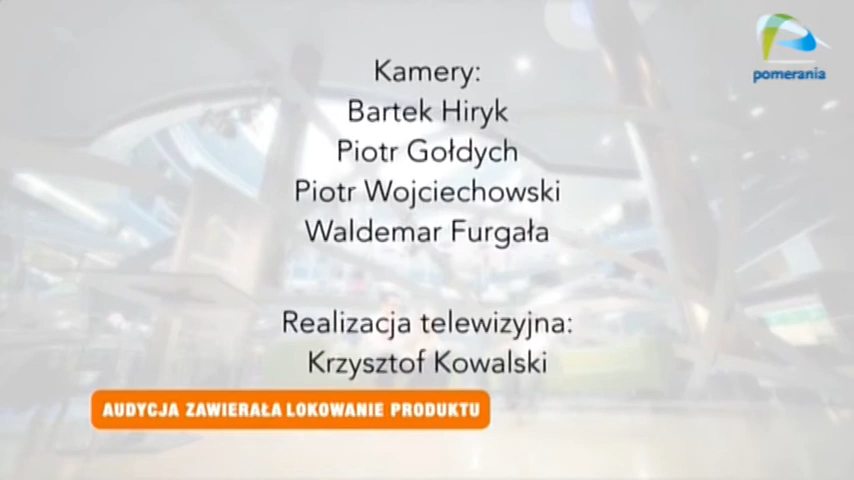 pomerania
Kamery:
Bartek Hiryk
Piotr Gołdych
Piotr Wojciechowski
Waldemar Furgała
Realizacja telewizyjna:
Krzysztof Kowalski
AUDYCJA ZAWIERAŁA LOKOWANIE PRODUKTU